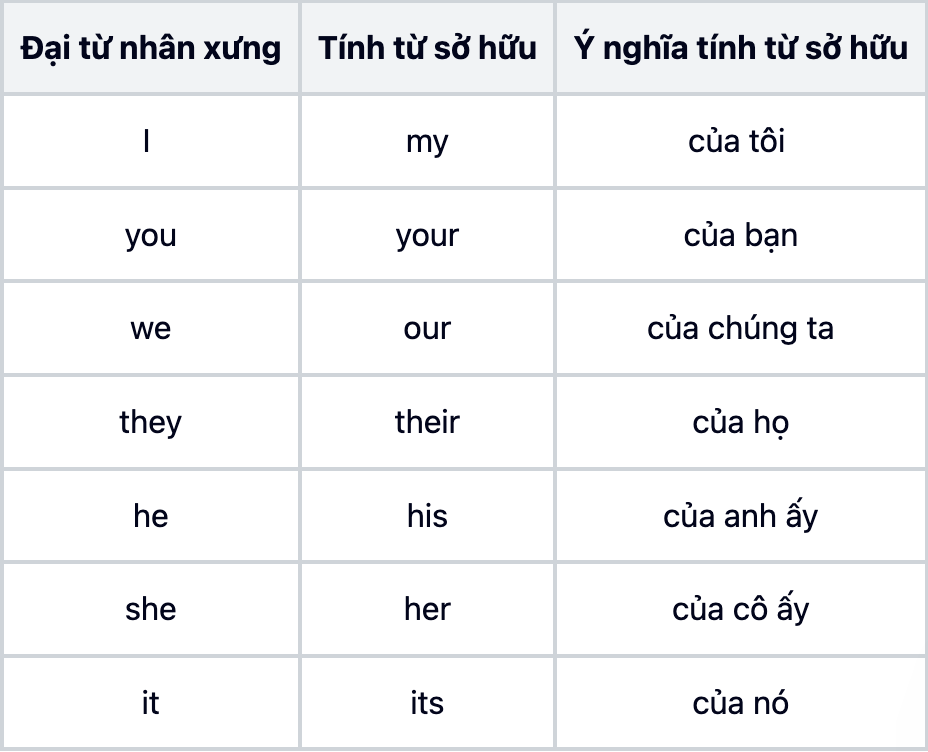 Đại từ nhân xưng Tính từ sở hữu Ý nghĩa tính từ sở hữu
I my của tôi
you your của bạn
we our của chúng ta
they their của họ
he his của anh ấy
she her của cô ấy
it its của nó